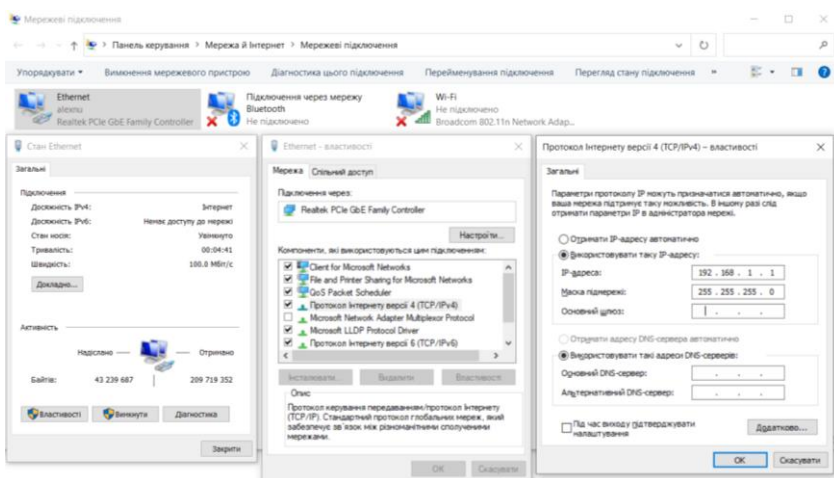 Мережеві підключення
Панель керування > Мережа й Інтернет > Мережеві підключення
Упорядкувати Вимкнення мережевого пристрою Діагностика цього підключення Перейменування підключення Перегляд стану підключення »
Ethernet
alexnu
Realtek PCIe GbE Family Controller
Підключення через мережу
Bluetooth
Не підключено
Wi-Fi
Не підключено
Broadcom 802.11n Network Adap...
Стан Ethernet
Загальні
Підключення
Досяжність IPv4: Інтернет
Досяжність IPv6: Немає доступу до мережі
Стан носія: Увімкнуто
Тривалість: 00:04:41
Швидкість: 100.0 Мбіт/с
Докладно...
Активність
Надіслано — — Отримано
Байтів: 43 239 687 | 209 719 352
Властивості Вимкнути Діагностика
Закрити
Ethernet - властивості
Мережа Спільний доступ
Підключення через:
Realtek PCIe GbE Family Controller
Настроїти...
Компоненти, які використовуються цим підключенням:
Client for Microsoft Networks
File and Printer Sharing for Microsoft Networks
QoS Packet Scheduler
Протокол Інтернету версії 4 (TCP/IPv4)
Microsoft Network Adapter Multiplexor Protocol
Microsoft LLDP Protocol Driver
Протокол Інтернету версії 6 (TCP/IPv6)
Інсталювати... Видалити Властивості
Опис
Протокол керування передаванням/протокол Інтернету
(TCP/IP). Стандартний протокол глобальних мереж, який
забезпечує зв'язок між різноманітними сполученими
мережами.
OK Скасувати
Протокол Інтернету версії 4 (TCP/IPv4) – властивості
Загальні
Параметри протоколу IP можуть призначатися автоматично, якщо
ваша мережа підтримує таку можливість. В іншому разі слід
отримати параметри IP в адміністратора мережі.
Отримати IP-адресу автоматично
Використовувати таку IP-адресу:
IP-адреса: 192 . 168 . 1 . 1
Маска підмережі: 255 . 255 . 255 . 0
Основний шлюз: . . .
Отримати адресу DNS-сервера автоматично
Використовувати такі адреси DNS-серверів:
Основний DNS-сервер: . . .
Альтернативний DNS-сервер: . . .
Під час виходу підтверджувати
налаштування
Додатково...
OK Скасувати